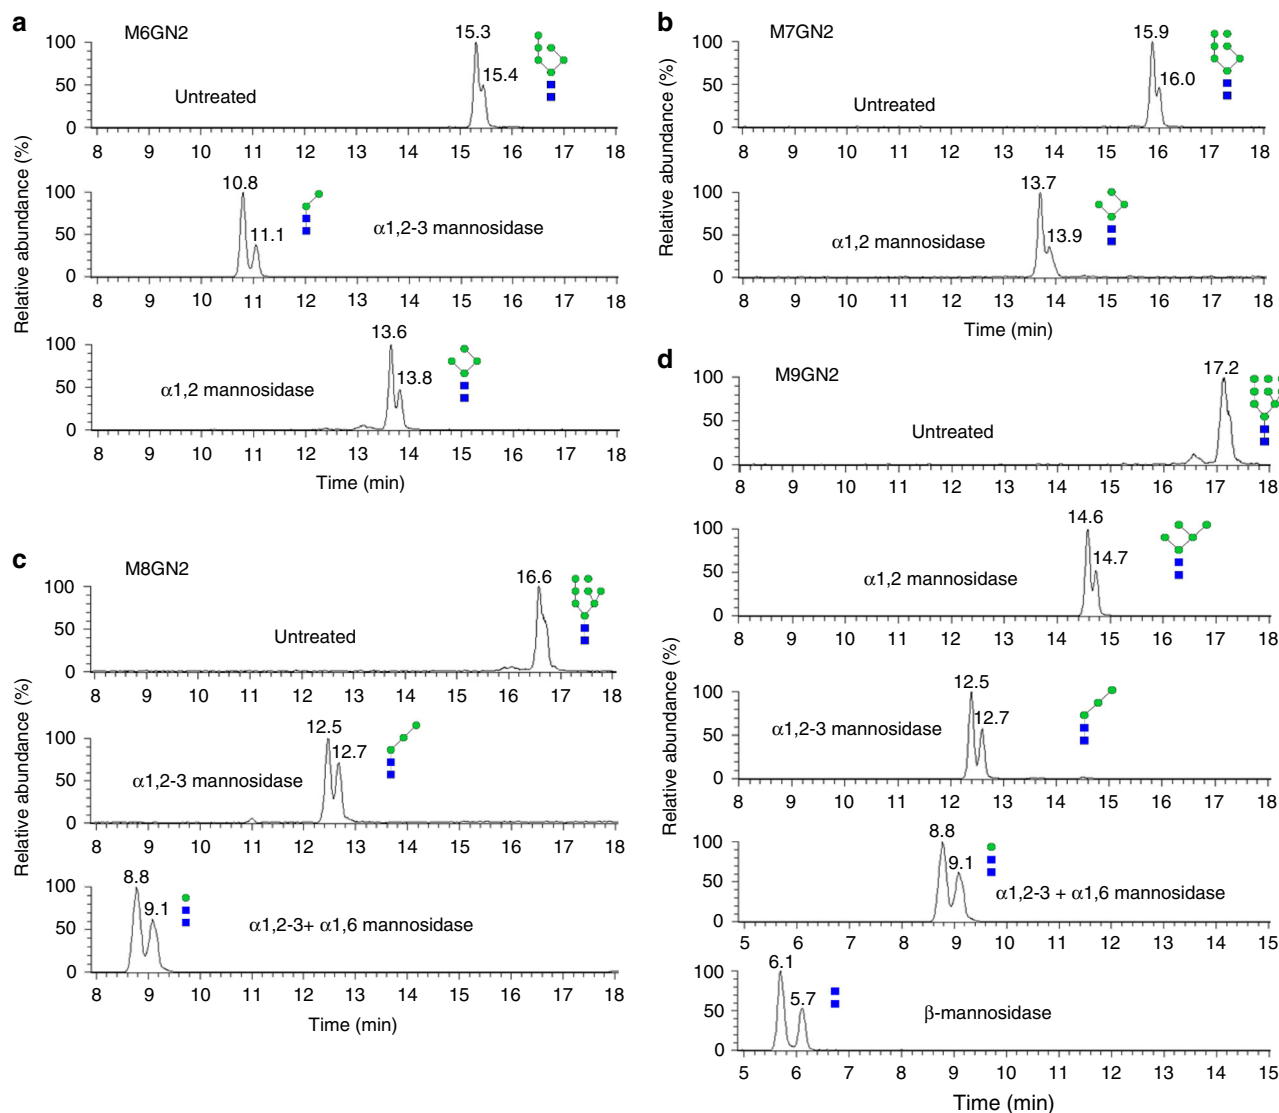 a
M6GN2
Untreated
15.3
15.4
100
50
0
8 9 10 11 12 13 14 15 16 17 18
10.8
11.1
α1,2-3 mannosidase
100
50
0
8 9 10 11 12 13 14 15 16 17 18
13.6
13.8
α1,2 mannosidase
100
50
0
8 9 10 11 12 13 14 15 16 17 18
Time (min)
Relative abundance (%)
b
M7GN2
Untreated
15.9
16.0
100
50
0
8 9 10 11 12 13 14 15 16 17 18
13.7
13.9
α1,2 mannosidase
100
50
0
8 9 10 11 12 13 14 15 16 17 18
Time (min)
Relative abundance (%)
c
M8GN2
Untreated
16.6
100
50
0
8 9 10 11 12 13 14 15 16 17 18
12.5
12.7
α1,2-3 mannosidase
100
50
0
8 9 10 11 12 13 14 15 16 17 18
8.8
9.1
α1,2-3+ α1,6 mannosidase
100
50
0
8 9 10 11 12 13 14 15 16 17 18
Time (min)
Relative abundance (%)
d
M9GN2
Untreated
17.2
100
50
0
8 9 10 11 12 13 14 15 16 17 18
14.6
14.7
α1,2 mannosidase
100
50
0
8 9 10 11 12 13 14 15 16 17 18
12.5
12.7
α1,2-3 mannosidase
100
50
0
8 9 10 11 12 13 14 15 16 17 18
8.8
9.1
α1,2-3 + α1,6 mannosidase
100
50
0
5 6 7 8 9 10 11 12 13 14 15
6.1
5.7
β-mannosidase
100
50
0
5 6 7 8 9 10 11 12 13 14 15
Time (min)
Relative abundance (%)